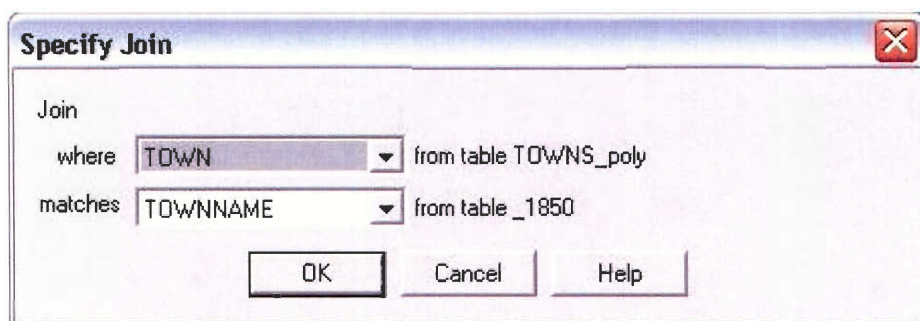 Specify Join
Join
where TOWN from table TOWNS_poly
matches TOWNNAME from table _1850
OK Cancel Help